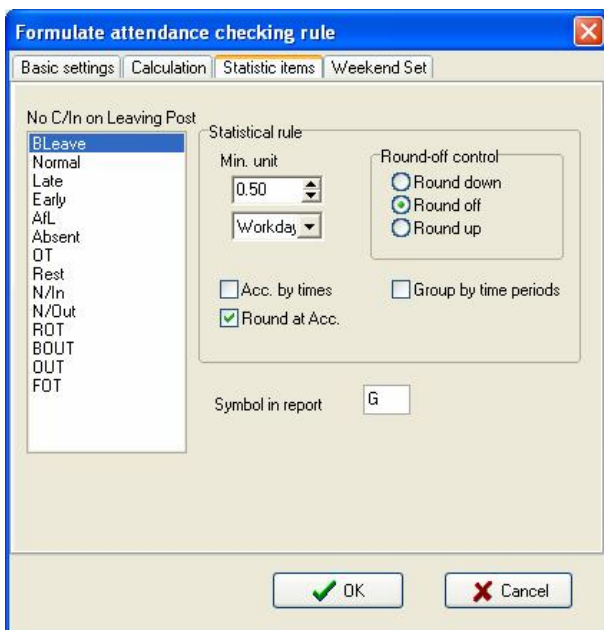 Formulate attendance checking rule
Basic settings Calculation Statistic items Weekend Set
No C/In on Leaving Post
BLeave
Normal
Late
Early
AfL
Absent
OT
Rest
N/In
N/Out
ROT
BOUT
OUT
FOT
Statistical rule
Min. unit
0.50
Workday
Round-off control
Round down
Round off
Round up
Acc. by times
Group by time periods
Round at Acc.
Symbol in report
G
OK
Cancel